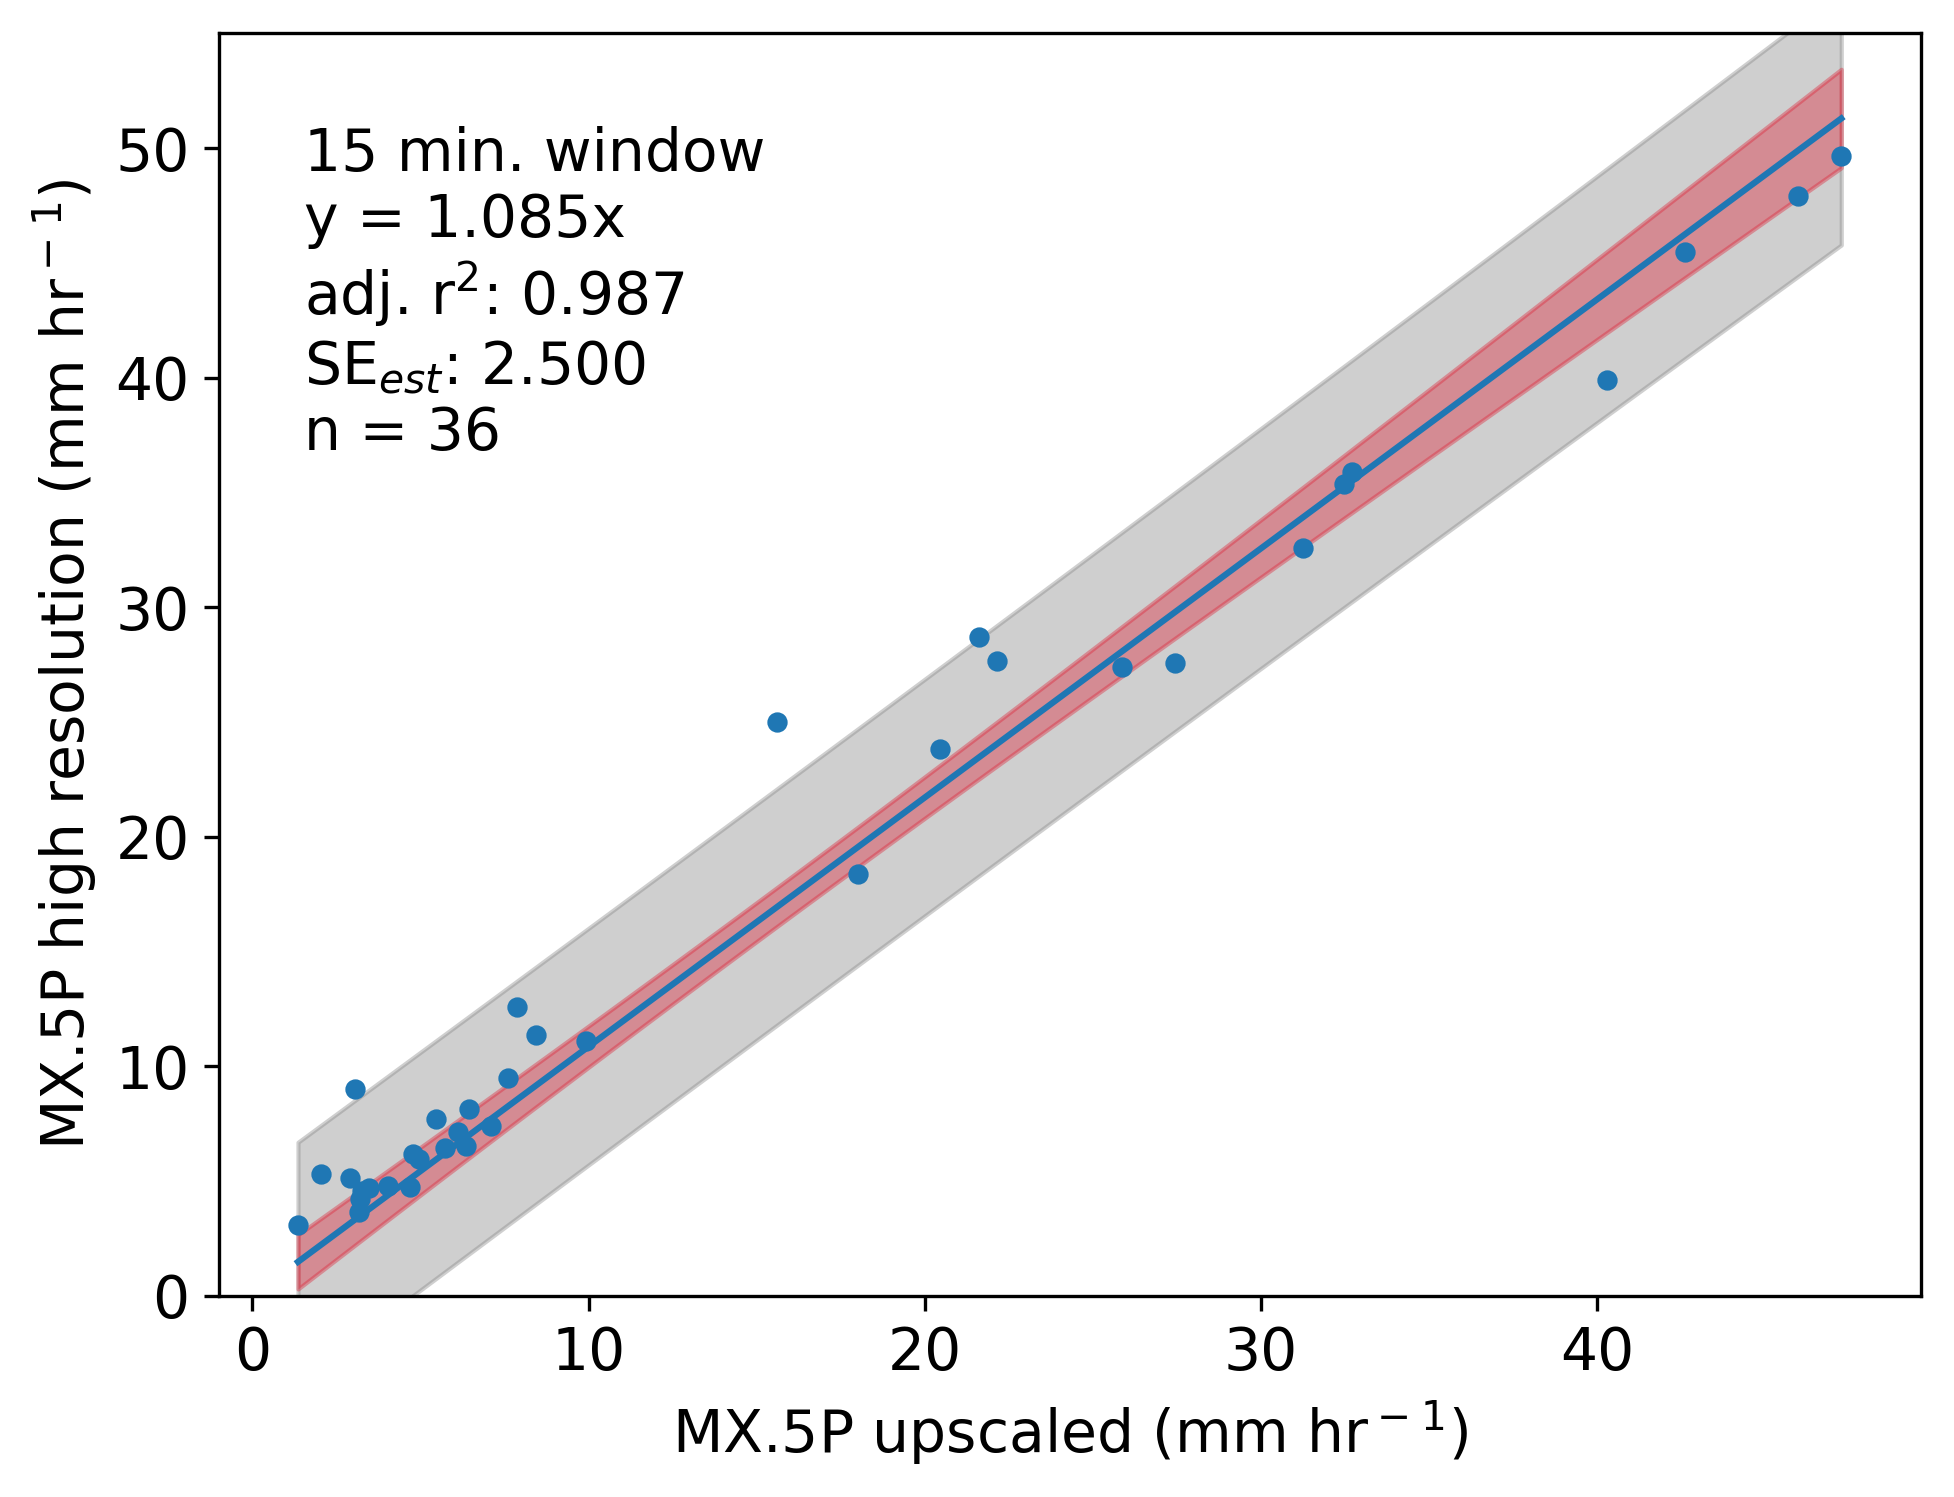 15 min. window
y = 1.085x
adj. r²: 0.987
SEₑₛₜ: 2.500
n = 36
MX.5P high resolution (mm hr⁻¹)
50
40
30
20
10
0
0 10 20 30 40
MX.5P upscaled (mm hr⁻¹)